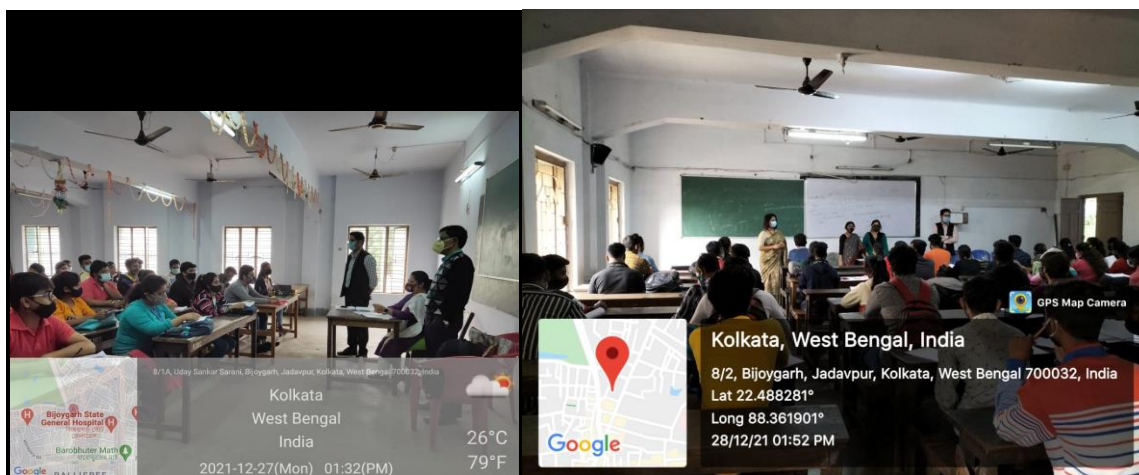 8/1A, Uday Sankar Sarani, Bijoygarh, Jadavpur, Kolkata, West Bengal 700032, India
Kolkata
West Bengal
India
26°C
79°F
2021-12-27(Mon) 01:32(PM)
Bijoygarh State
General Hospital
Barobhuter Math
Google
GPS Map Camera
Kolkata, West Bengal, India
8/2, Bijoygarh, Jadavpur, Kolkata, West Bengal 700032, India
Lat 22.488281°
Long 88.361901°
28/12/21 01:52 PM
Google